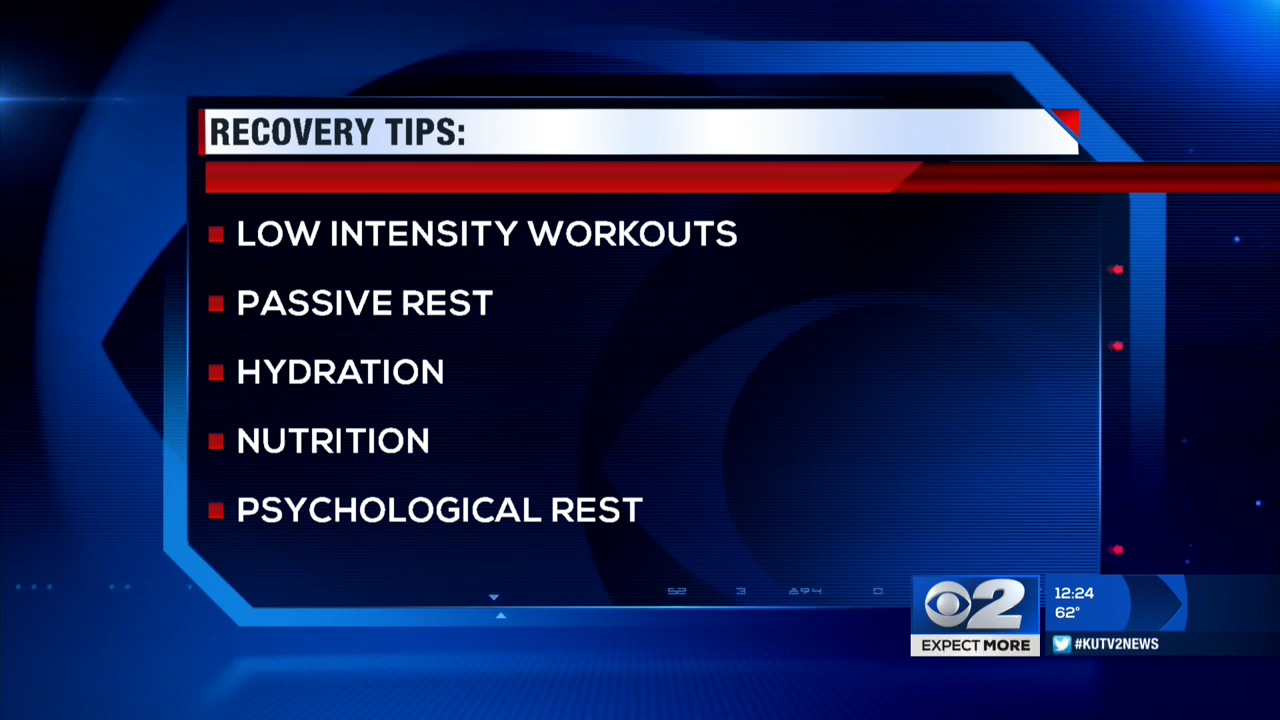 RECOVERY TIPS:
LOW INTENSITY WORKOUTS
PASSIVE REST
HYDRATION
NUTRITION
PSYCHOLOGICAL REST
2
EXPECT MORE
12:24
62°
#KUTV2NEWS